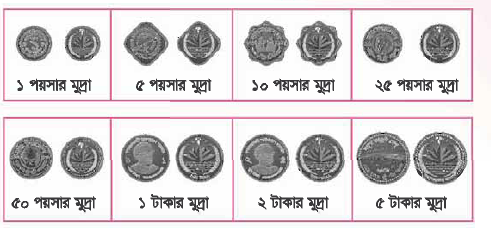 ১ পয়সার মুদ্রা ৫ পয়সার মুদ্রা ১০ পয়সার মুদ্রা ২৫ পয়সার মুদ্রা
৫০ পয়সার মুদ্রা ১ টাকার মুদ্রা ২ টাকার মুদ্রা ৫ টাকার মুদ্রা